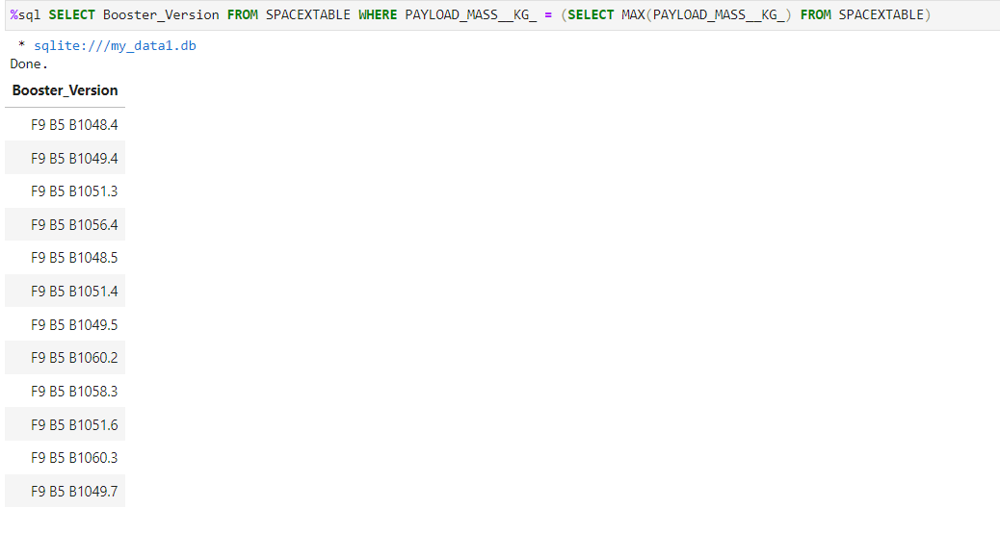 %sql SELECT Booster_Version FROM SPACEXTABLE WHERE PAYLOAD_MASS__KG_ = (SELECT MAX(PAYLOAD_MASS__KG_) FROM SPACEXTABLE)
* sqlite:///my_data1.db
Done.
Booster_Version
F9 B5 B1048.4
F9 B5 B1049.4
F9 B5 B1051.3
F9 B5 B1056.4
F9 B5 B1048.5
F9 B5 B1051.4
F9 B5 B1049.5
F9 B5 B1060.2
F9 B5 B1058.3
F9 B5 B1051.6
F9 B5 B1060.3
F9 B5 B1049.7